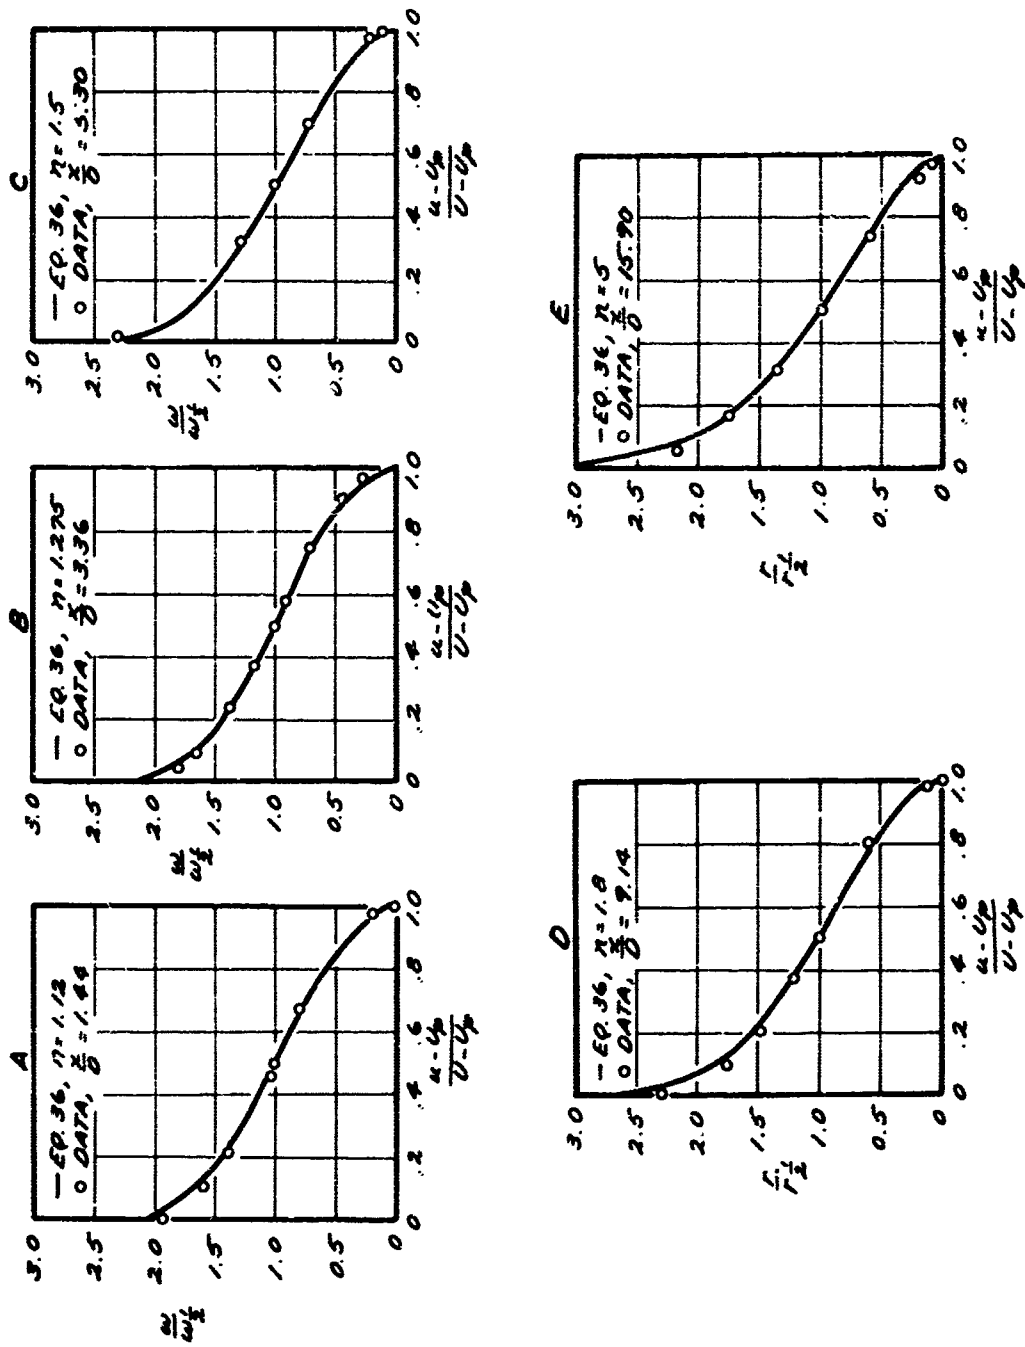 A
— EQ. 36, n = 1.12
○ DATA, x/D = 1.44
3.0
2.5
2.0
1.5
1.0
0.5
0
ω/ω½
0 .2 .4 .6 .8 1.0
u - Up / U - Up
B
— EQ. 36, n = 1.275
○ DATA, x/D = 3.36
3.0
2.5
2.0
1.5
1.0
0.5
0
ω/ω½
0 .2 .4 .6 .8 1.0
u - Up / U - Up
C
— EQ. 36, n = 1.5
○ DATA, x/D = 5.30
3.0
2.5
2.0
1.5
1.0
0.5
0
ω/ω½
0 .2 .4 .6 .8 1.0
u - Up / U - Up
D
— EQ. 36, n = 1.8
○ DATA, x/D = 9.14
3.0
2.5
2.0
1.5
1.0
0.5
0
r/r½
0 .2 .4 .6 .8 1.0
u - Up / U - Up
E
— EQ. 36, n = 5
○ DATA, x/D = 15.90
3.0
2.5
2.0
1.5
1.0
0.5
0
r/r½
0 .2 .4 .6 .8 1.0
u - Up / U - Up